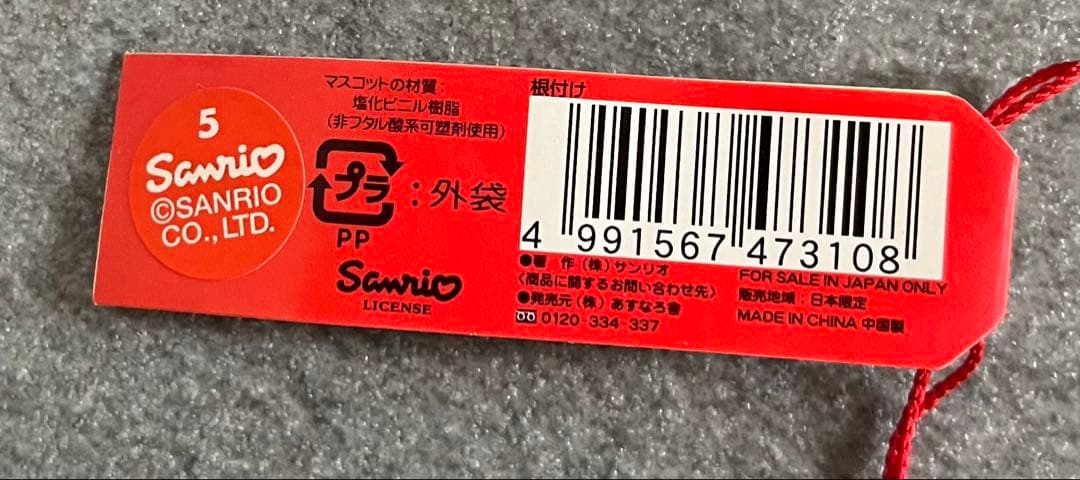 5
Sanrio
©SANRIO
CO., LTD.
マスコットの材質:
塩化ビニル樹脂
(非フタル酸系可塑剤使用)
プラ
:外袋
PP
Sanrio
LICENSE
根付け
4 991567 473108
●著 作(株)サンリオ
〈商品に関するお問い合わせ先〉
●発売元(株)あすなろ舎
0120-334-337
FOR SALE IN JAPAN ONLY
販売地域:日本限定
MADE IN CHINA 中国製